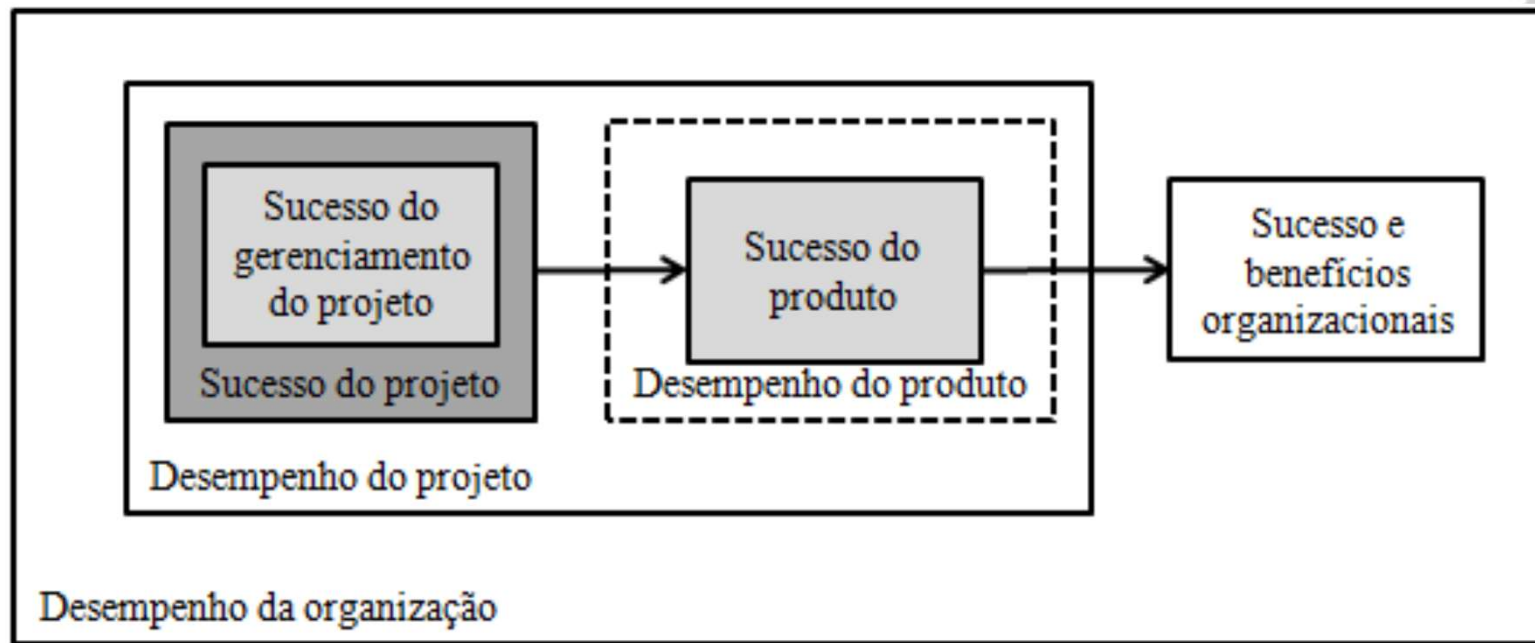 Sucesso do
gerenciamento
do projeto
Sucesso do projeto
Sucesso do
produto
Desempenho do produto
Sucesso e
benefícios
organizacionais
Desempenho do projeto
Desempenho da organização